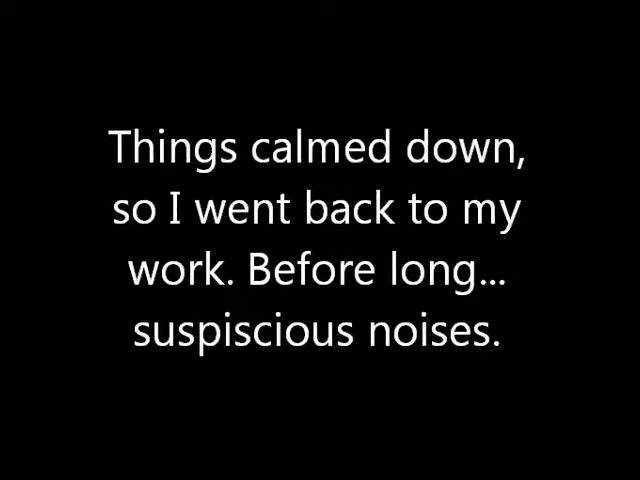 Things calmed down,
so I went back to my
work. Before long...
suspiscious noises.